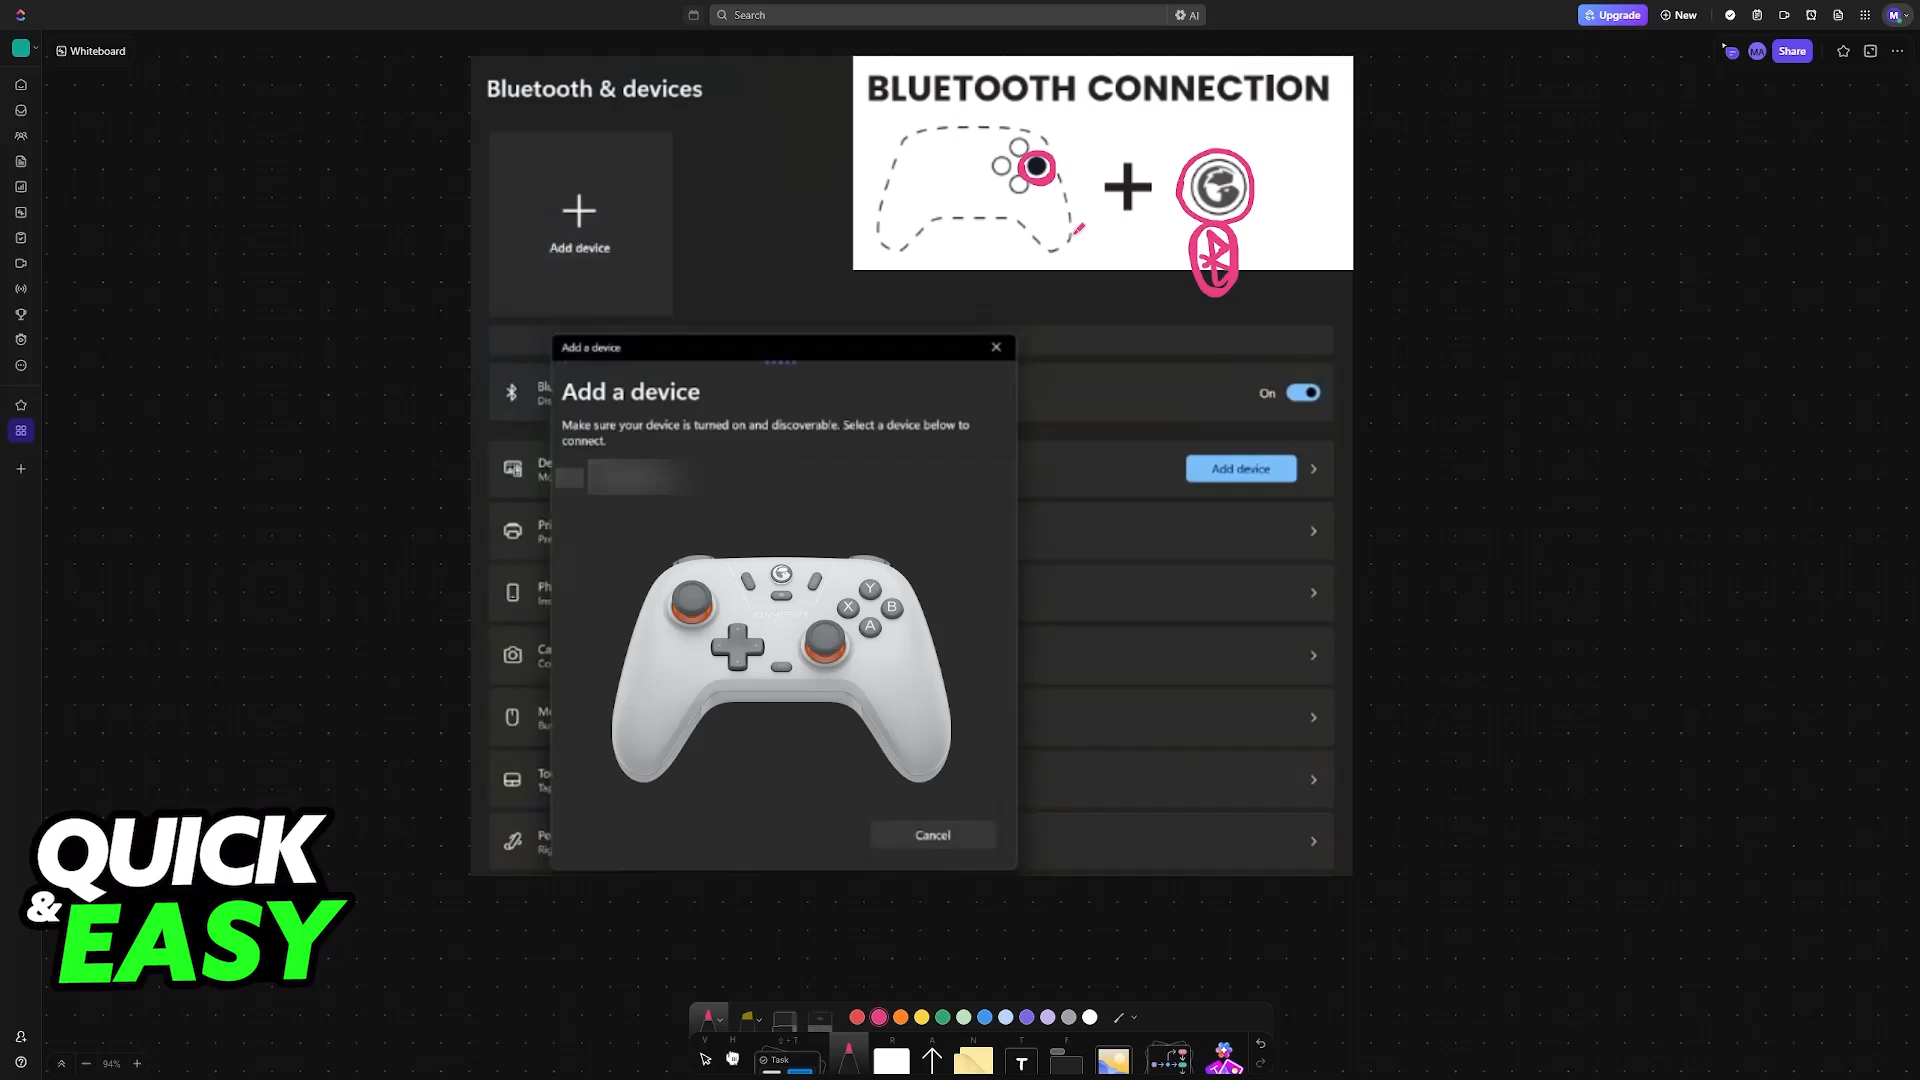 Search
AI
Upgrade
New
M
Whiteboard
MA
Share
Bluetooth & devices
BLUETOOTH CONNECTION
Add device
Add a device
Add a device
Make sure your device is turned on and discoverable. Select a device below to
connect.
On
Add device
Y
X
B
A
Cancel
QUICK
& EASY
V
H
⇧ + T
R
A
N
T
F
Task
T
94%